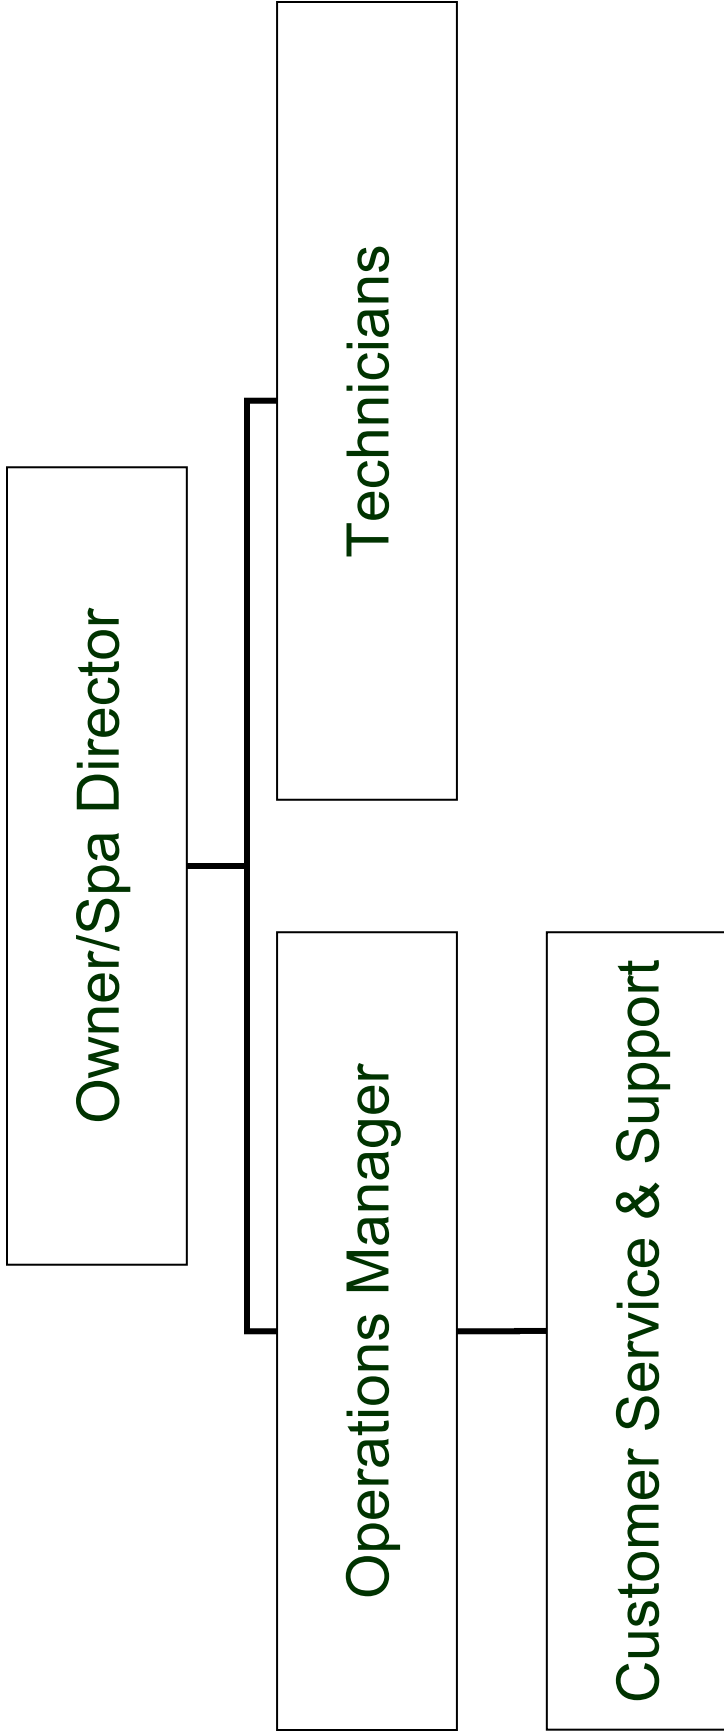 Owner/Spa Director
Operations Manager
Technicians
Customer Service & Support